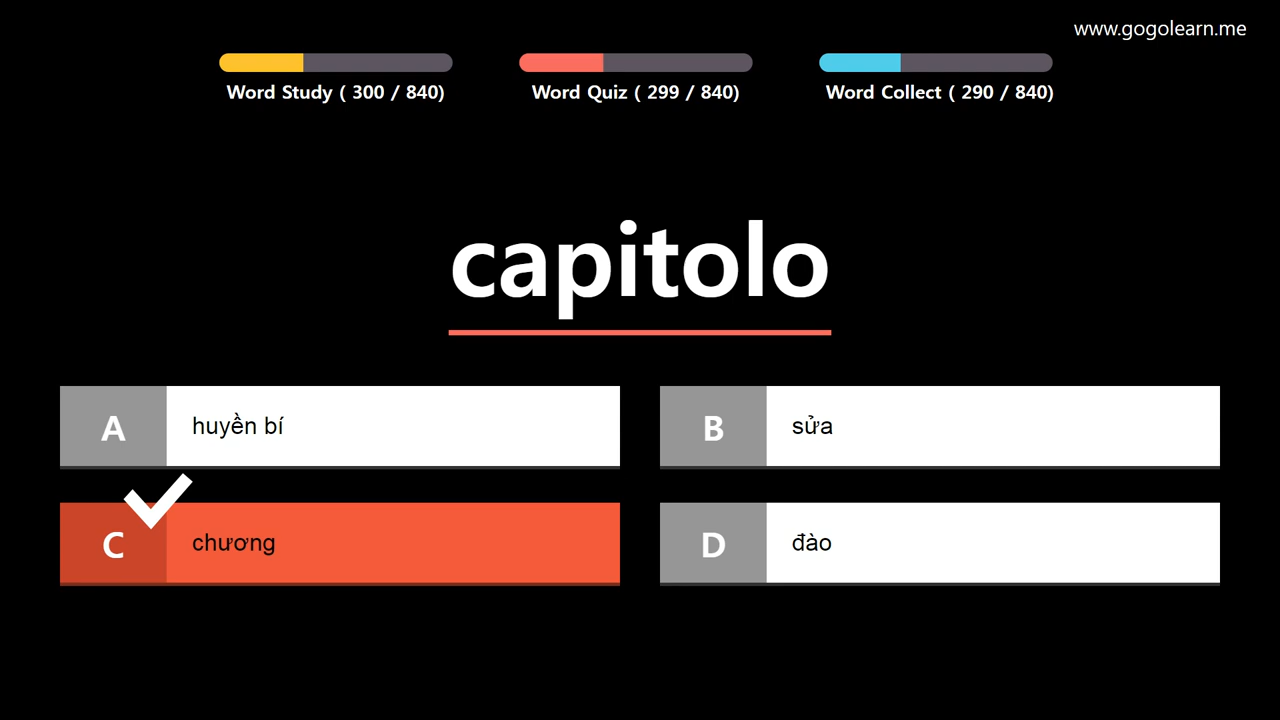 www.gogolearn.me
Word Study ( 300 / 840)
Word Quiz ( 299 / 840)
Word Collect ( 290 / 840)
capitolo
A huyền bí
B sửa
C chương
D đào